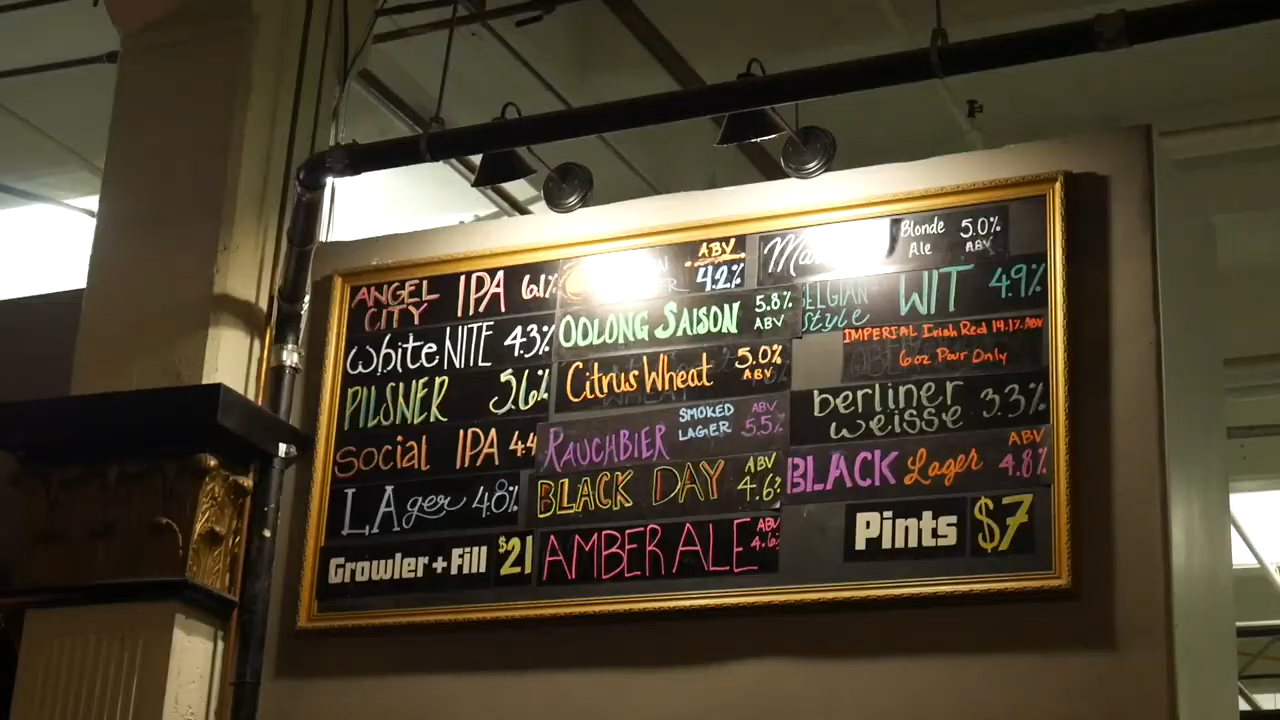 ANGEL CITY IPA 6.1%
white NITE 4.3%
PILSNER 5.6%
Social IPA 4.4
LAger 4.8%
Growler + Fill $21
ABV
4.2%
OOLONG SAISON 5.8% ABV
Citrus Wheat 5.0% ABV
RAUCHBIER SMOKED LAGER ABV 5.5%
BLACK DAY ABV 4.6%
AMBER ALE ABV 4.6%
Blonde Ale 5.0% ABV
BELGIAN Style WIT 4.9%
IMPERIAL Irish Red 14.1% ABV
6oz Pour Only
berliner weisse 3.3%
BLACK Lager ABV 4.8%
Pints $7